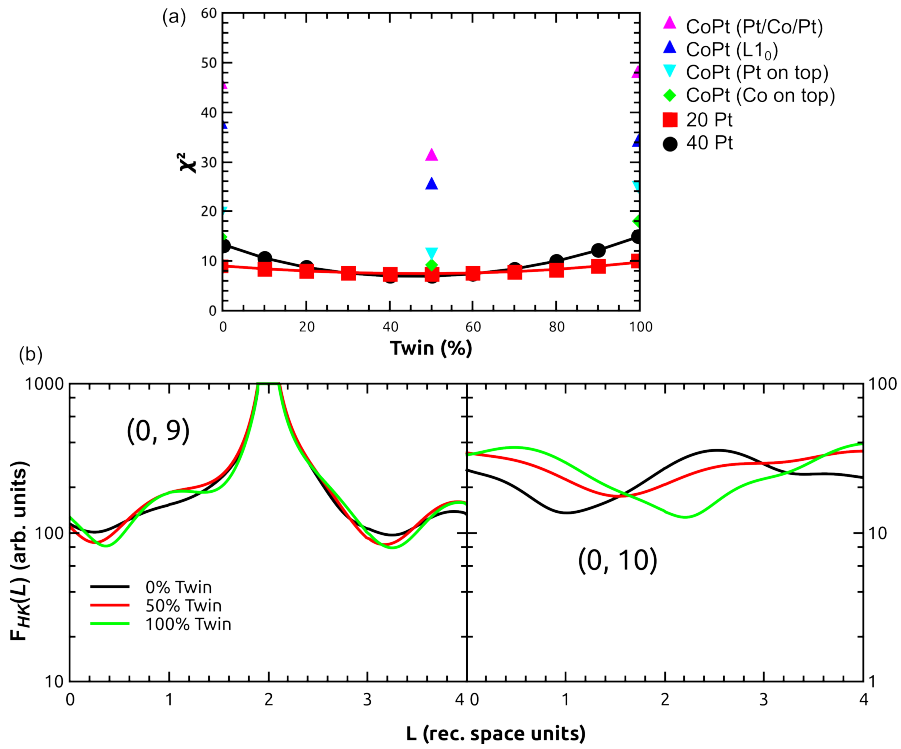 (a)
60
50
40
30
20
10
0
χ²
0 20 40 60 80 100
Twin (%)
CoPt (Pt/Co/Pt)
CoPt (L1₀)
CoPt (Pt on top)
CoPt (Co on top)
20 Pt
40 Pt
(b)
1000
100
10
F_HK(L) (arb. units)
(0, 9)
0% Twin
50% Twin
100% Twin
0 1 2 3 4
(0, 10)
100
10
1
0 1 2 3 4
L (rec. space units)